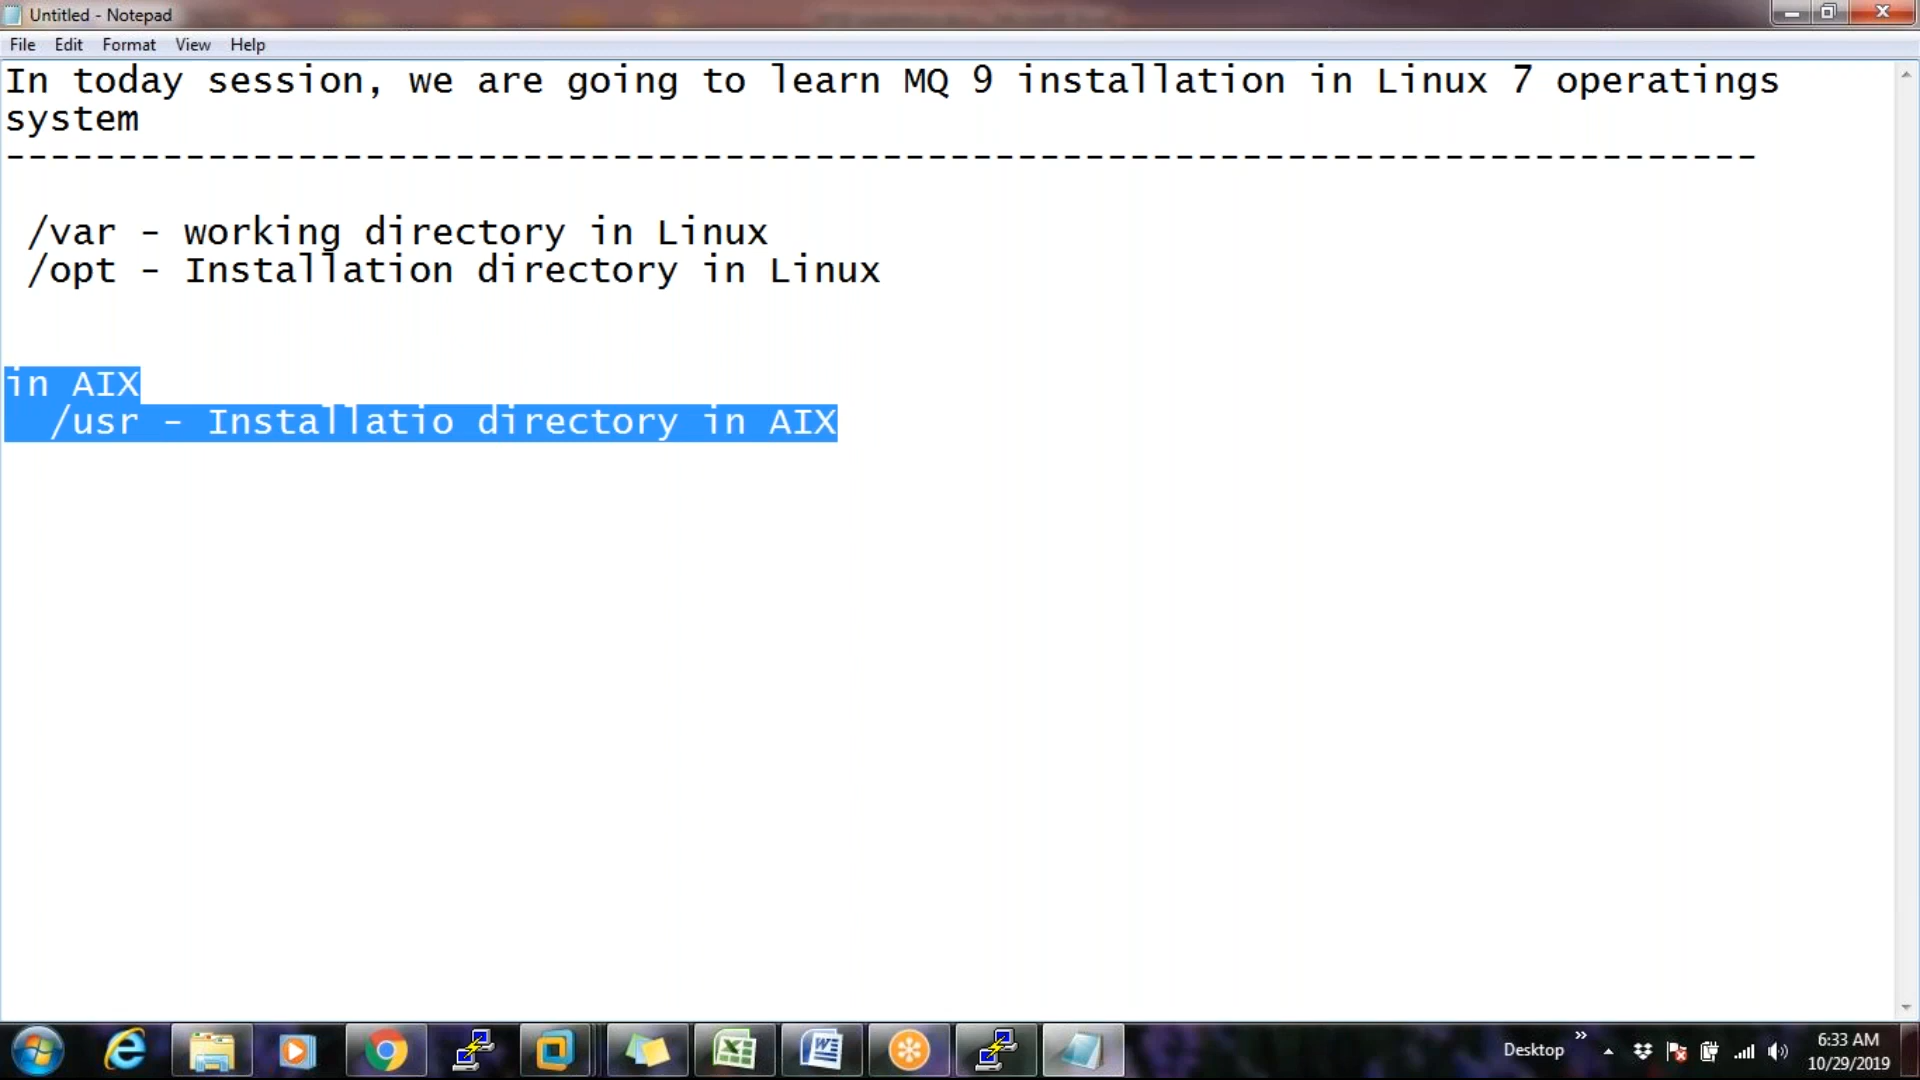 Untitled - Notepad
File Edit Format View Help
In today session, we are going to learn MQ 9 installation in Linux 7 operatings
system
------------------------------------------------------------------------------
/var - working directory in Linux
/opt - Installation directory in Linux
in AIX
/usr - Installatio directory in AIX
Desktop
6:33 AM
10/29/2019